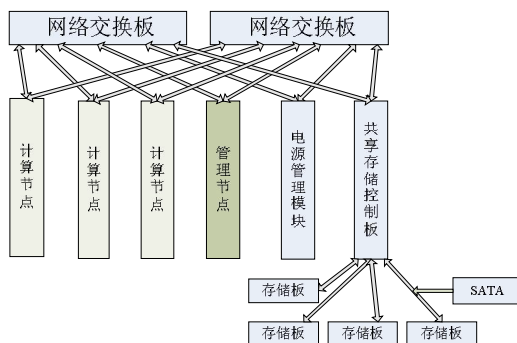 网络交换板
网络交换板
计算节点
计算节点
计算节点
管理节点
电源管理模块
共享存储控制板
存储板
SATA
存储板
存储板
存储板